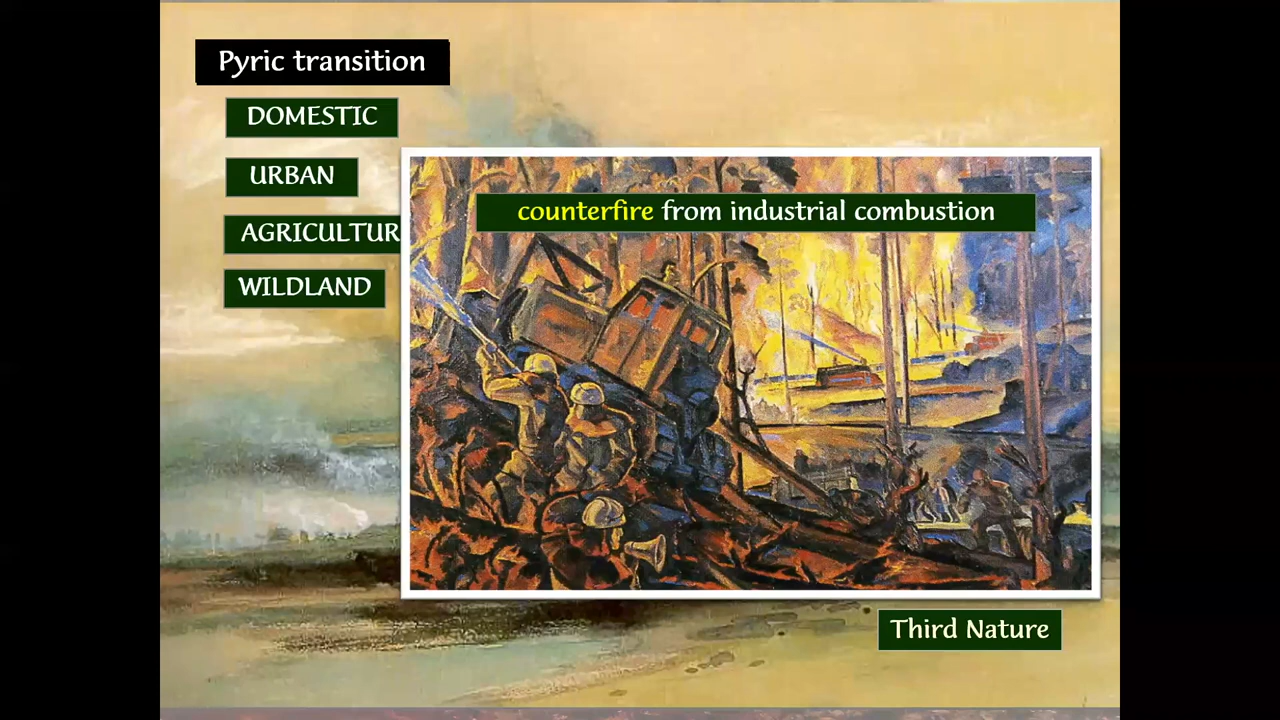 Pyric transition
DOMESTIC
URBAN
AGRICULTUR
WILDLAND
counterfire from industrial combustion
Third Nature